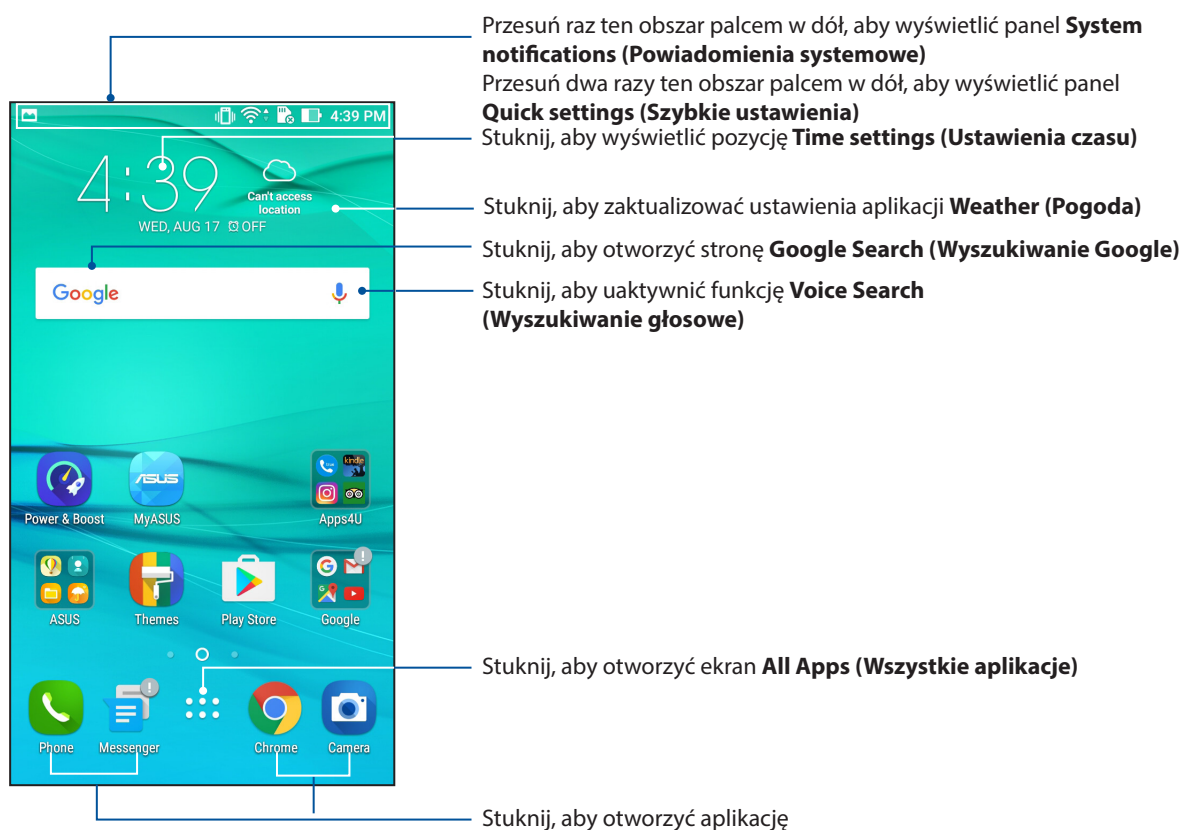 Przesuń raz ten obszar palcem w dół, aby wyświetlić panel System
notifications (Powiadomienia systemowe)
Przesuń dwa razy ten obszar palcem w dół, aby wyświetlić panel
Quick settings (Szybkie ustawienia)
4:39 PM
Stuknij, aby wyświetlić pozycję Time settings (Ustawienia czasu)
4:39
Can't access
location
WED, AUG 17 OFF
Stuknij, aby zaktualizować ustawienia aplikacji Weather (Pogoda)
Stuknij, aby otworzyć stronę Google Search (Wyszukiwanie Google)
Google
Stuknij, aby uaktywnić funkcję Voice Search
(Wyszukiwanie głosowe)
kindle
ASUS
Power & Boost MyASUS Apps4U
ASUS Themes Play Store Google
Stuknij, aby otworzyć ekran All Apps (Wszystkie aplikacje)
Phone Messenger Chrome Camera
Stuknij, aby otworzyć aplikację